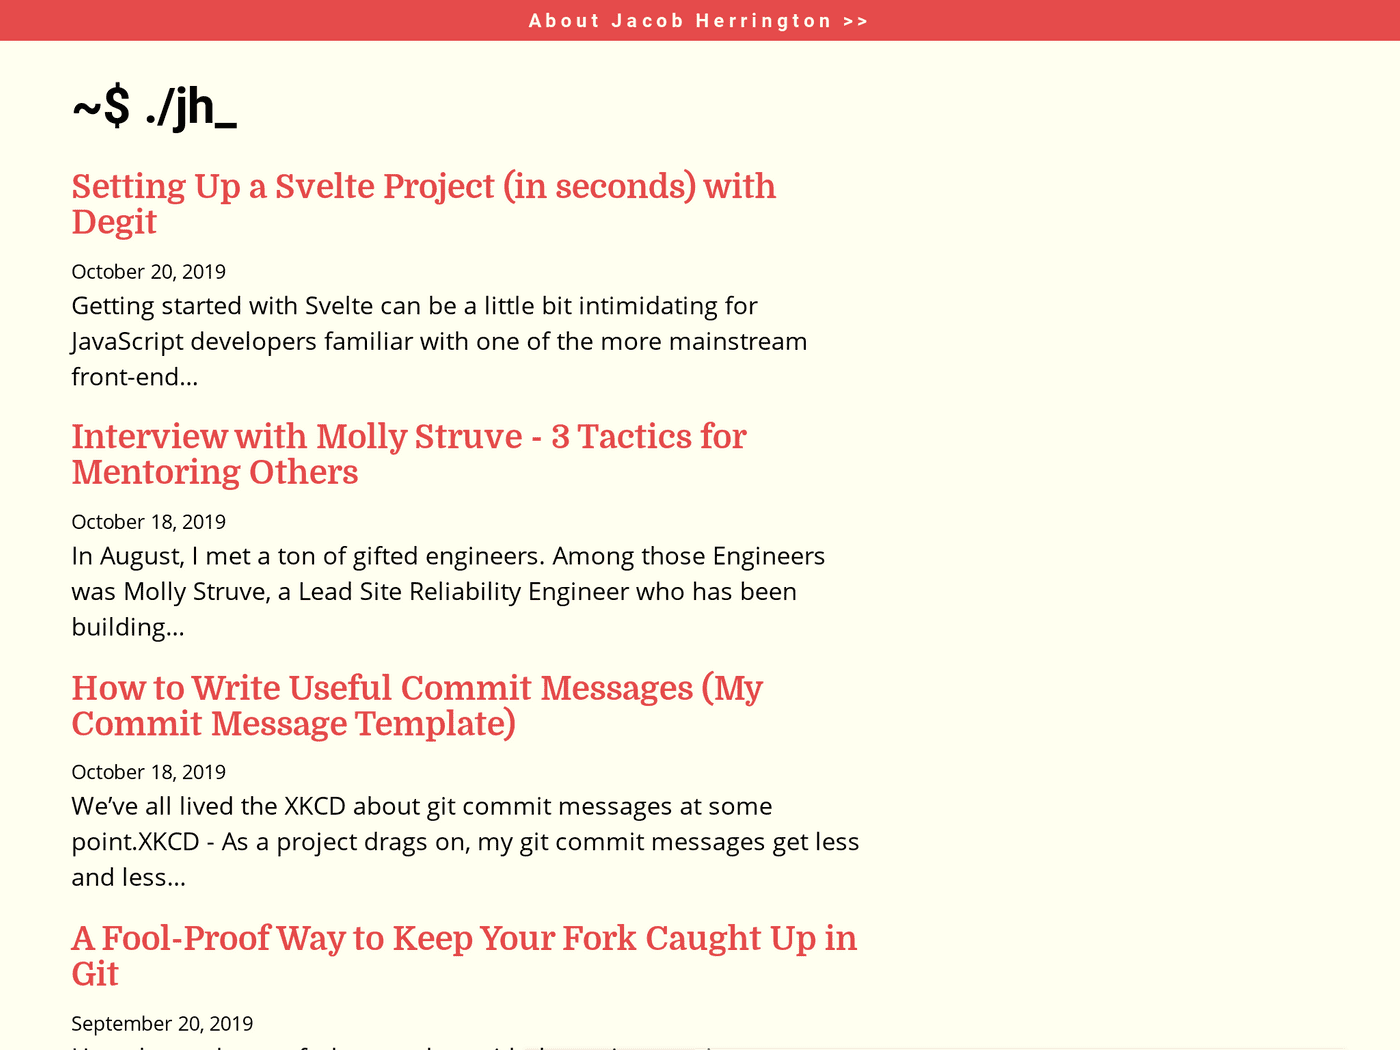 About Jacob Herrington >>
~$ ./jh_
Setting Up a Svelte Project (in seconds) with
Degit
October 20, 2019
Getting started with Svelte can be a little bit intimidating for
JavaScript developers familiar with one of the more mainstream
front-end...
Interview with Molly Struve - 3 Tactics for
Mentoring Others
October 18, 2019
In August, I met a ton of gifted engineers. Among those Engineers
was Molly Struve, a Lead Site Reliability Engineer who has been
building...
How to Write Useful Commit Messages (My
Commit Message Template)
October 18, 2019
We’ve all lived the XKCD about git commit messages at some
point.XKCD - As a project drags on, my git commit messages get less
and less...
A Fool-Proof Way to Keep Your Fork Caught Up in
Git
September 20, 2019